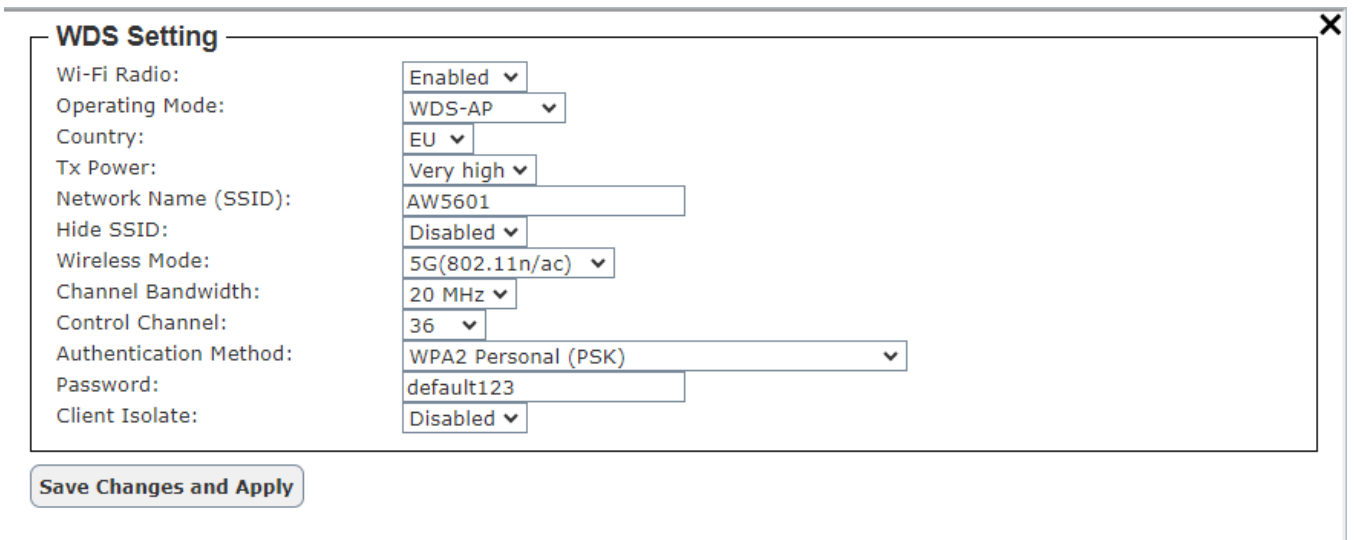 WDS Setting
Wi-Fi Radio: Enabled
Operating Mode: WDS-AP
Country: EU
Tx Power: Very high
Network Name (SSID): AW5601
Hide SSID: Disabled
Wireless Mode: 5G(802.11n/ac)
Channel Bandwidth: 20 MHz
Control Channel: 36
Authentication Method: WPA2 Personal (PSK)
Password: default123
Client Isolate: Disabled
Save Changes and Apply